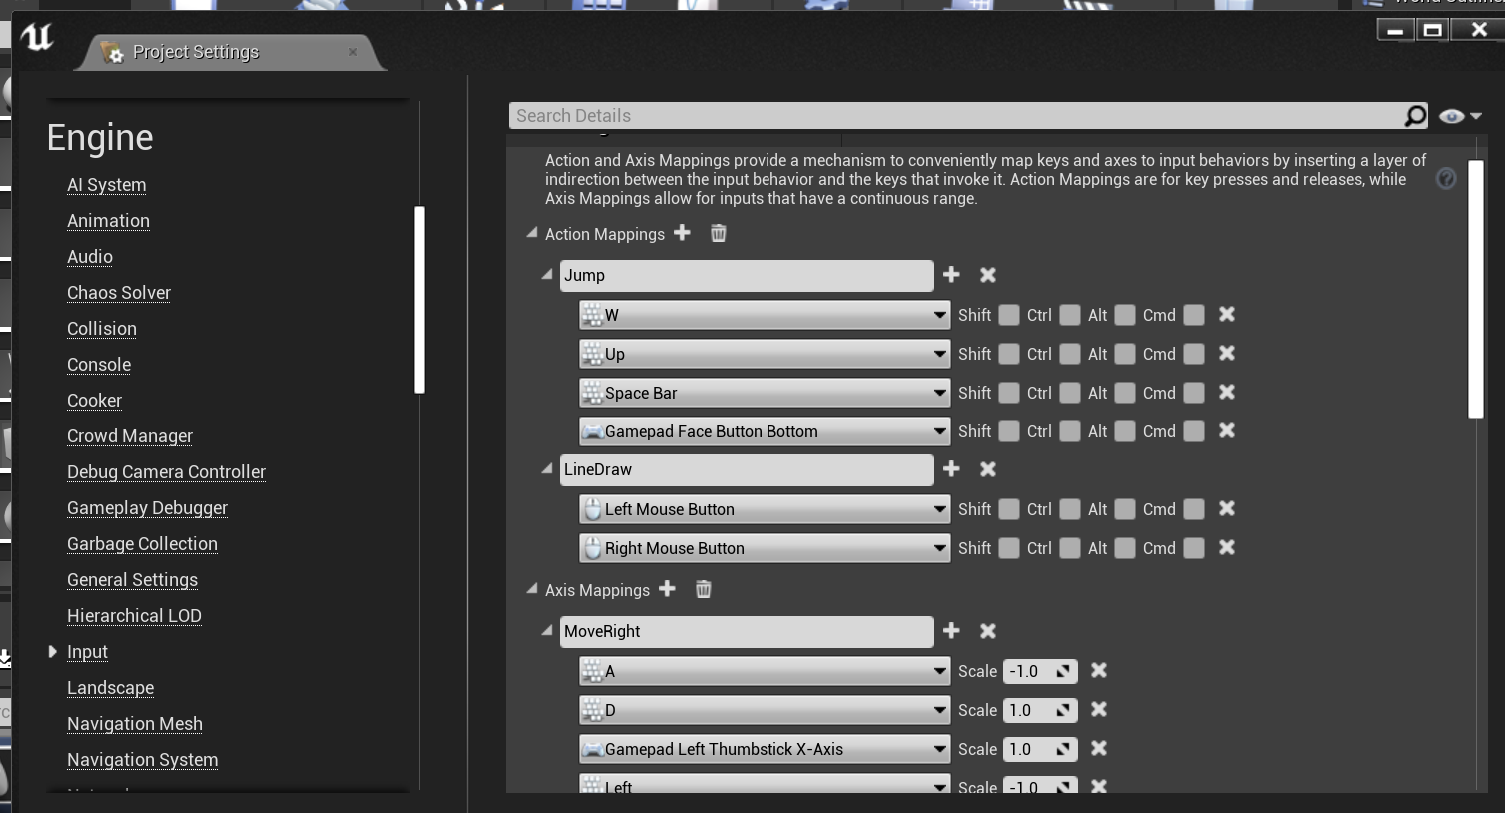 Project Settings
Engine
AI System
Animation
Audio
Chaos Solver
Collision
Console
Cooker
Crowd Manager
Debug Camera Controller
Gameplay Debugger
Garbage Collection
General Settings
Hierarchical LOD
Input
Landscape
Navigation Mesh
Navigation System
Search Details
Action and Axis Mappings provide a mechanism to conveniently map keys and axes to input behaviors by inserting a layer of
indirection between the input behavior and the keys that invoke it. Action Mappings are for key presses and releases, while
Axis Mappings allow for inputs that have a continuous range.
Action Mappings
Jump
W Shift Ctrl Alt Cmd
Up Shift Ctrl Alt Cmd
Space Bar Shift Ctrl Alt Cmd
Gamepad Face Button Bottom Shift Ctrl Alt Cmd
LineDraw
Left Mouse Button Shift Ctrl Alt Cmd
Right Mouse Button Shift Ctrl Alt Cmd
Axis Mappings
MoveRight
A Scale -1.0
D Scale 1.0
Gamepad Left Thumbstick X-Axis Scale 1.0
Left Scale -1.0